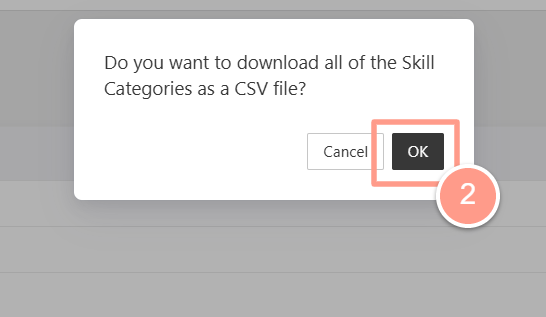 Do you want to download all of the Skill
Categories as a CSV file?
Cancel
OK
2